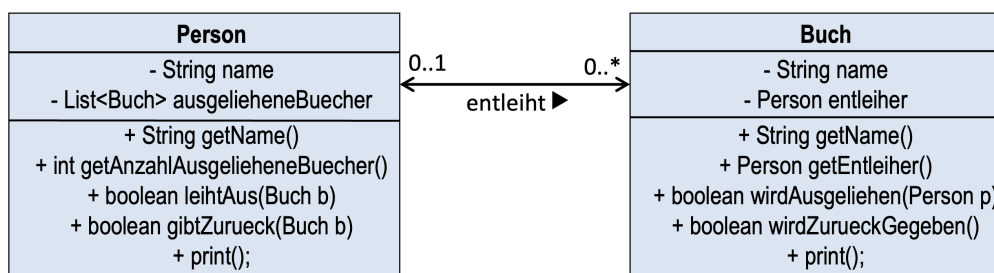 Person
- String name
- List<Buch> ausgelieheneBuecher
+ String getName()
+ int getAnzahlAusgelieheneBuecher()
+ boolean leihtAus(Buch b)
+ boolean gibtZurueck(Buch b)
+ print();
0..1
0..*
entleiht ▶
Buch
- String name
- Person entleiher
+ String getName()
+ Person getEntleiher()
+ boolean wirdAusgeliehen(Person p)
+ boolean wirdZurueckGegeben()
+ print();